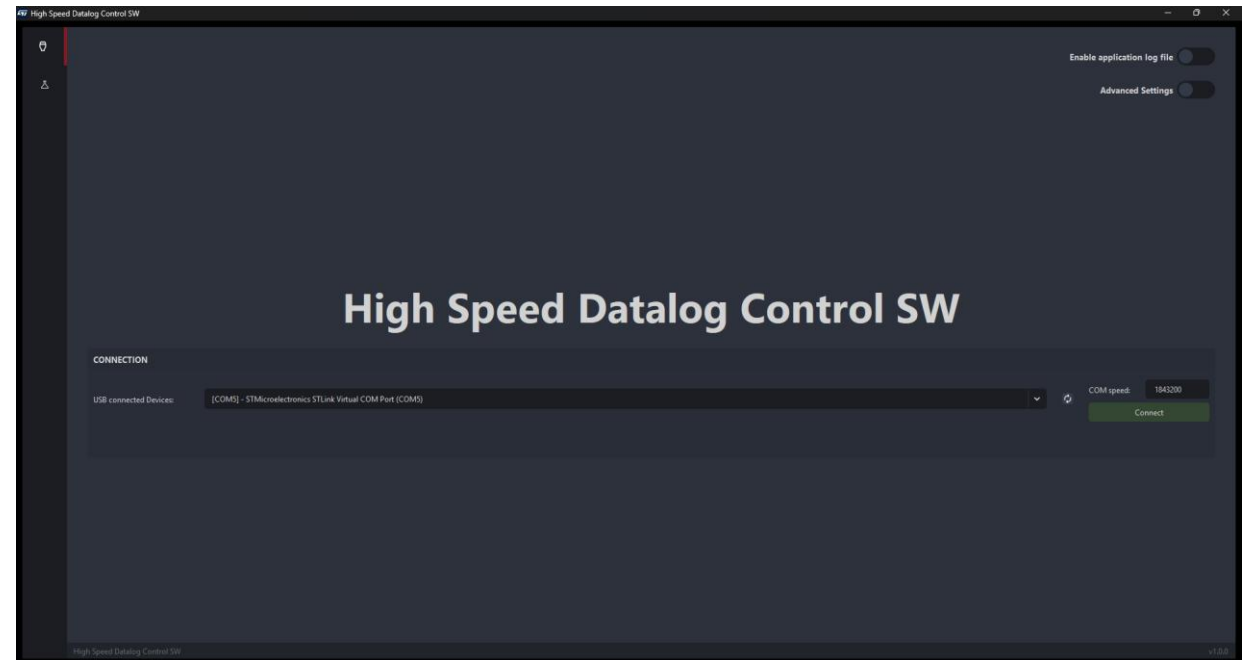 High Speed Datalog Control SW
Enable application log file
Advanced Settings
High Speed Datalog Control SW
CONNECTION
USB connected Devices:
[COM5] - STMicroelectronics STLink Virtual COM Port (COM5)
COM speed:
1843200
Connect
High Speed Datalog Control SW
v1.0.0